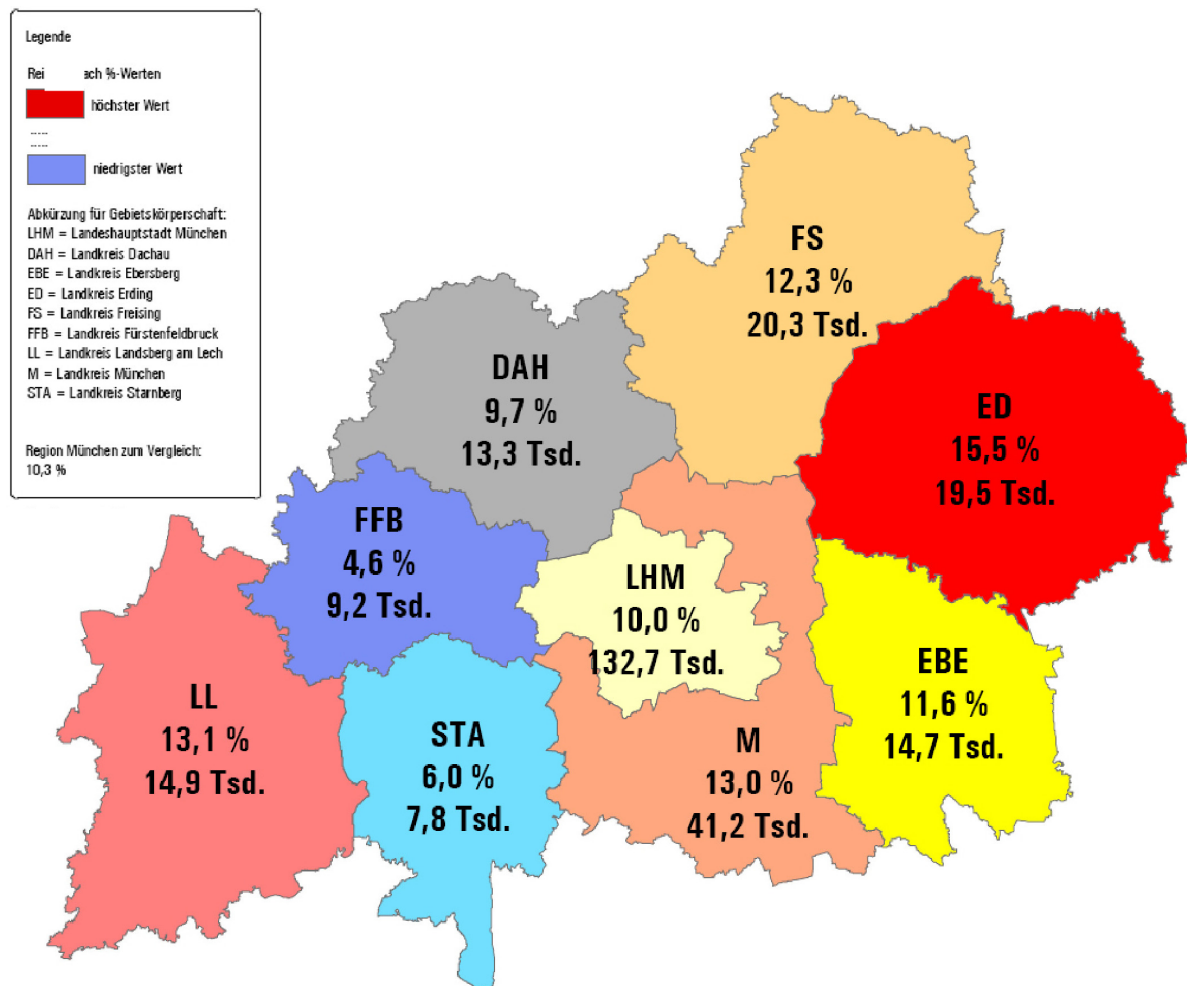 Legende
Rei ach %-Werten
höchster Wert
.....
.....
niedrigster Wert
Abkürzung für Gebietskörperschaft:
LHM = Landeshauptstadt München
DAH = Landkreis Dachau
EBE = Landkreis Ebersberg
ED = Landkreis Erding
FS = Landkreis Freising
FFB = Landkreis Fürstenfeldbruck
LL = Landkreis Landsberg am Lech
M = Landkreis München
STA = Landkreis Starnberg
Region München zum Vergleich:
10,3 %
FS
12,3 %
20,3 Tsd.
DAH
9,7 %
13,3 Tsd.
ED
15,5 %
19,5 Tsd.
FFB
4,6 %
9,2 Tsd.
LHM
10,0 %
132,7 Tsd.
EBE
11,6 %
14,7 Tsd.
LL
13,1 %
14,9 Tsd.
STA
6,0 %
7,8 Tsd.
M
13,0 %
41,2 Tsd.